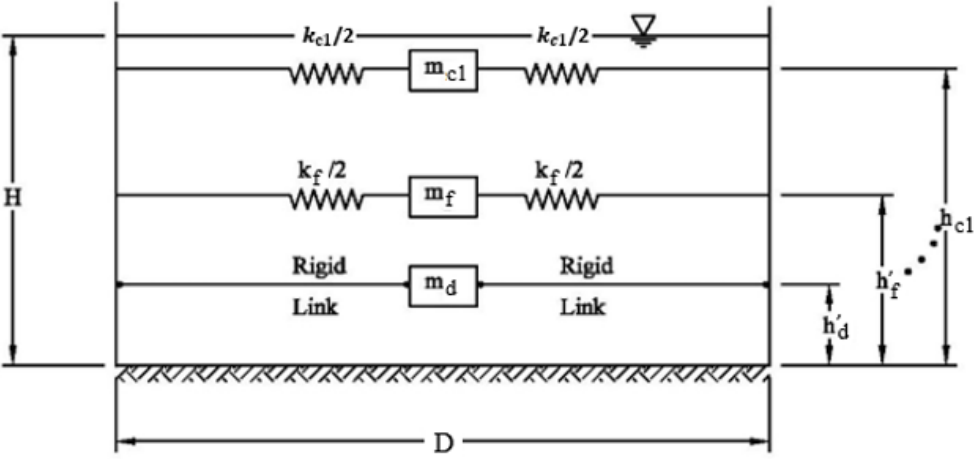 k_c1/2 k_c1/2
m_c1
k_f /2 k_f /2
H
m_f
h_c1
Rigid Rigid
m_d
h'_f
Link Link
h'_d
D